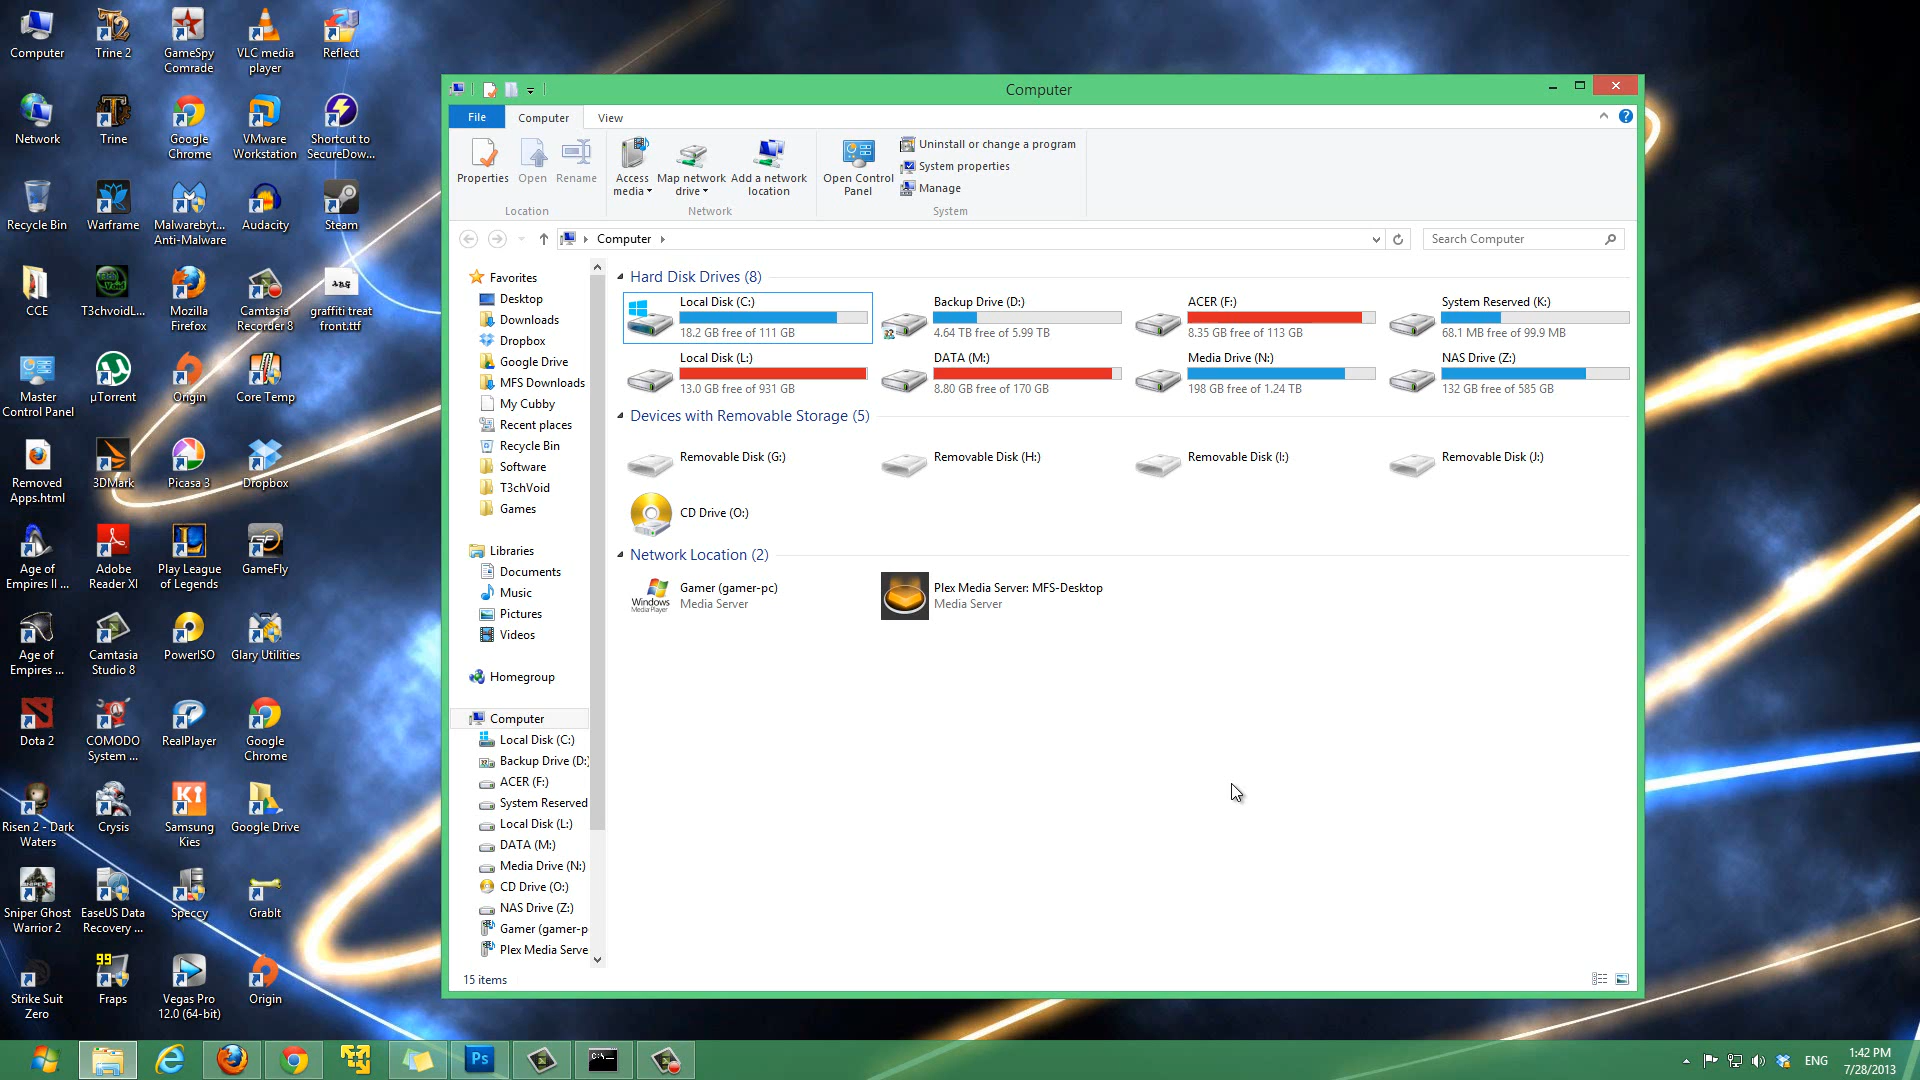 Computer
Trine 2
GameSpy
Comrade
VLC media
player
Reflect
Network
Trine
Google
Chrome
VMware
Workstation
Shortcut to
SecureDow...
Recycle Bin
Warframe
Malwarebyt...
Anti-Malware
Audacity
Steam
CCE
T3chvoidL...
Mozilla
Firefox
Camtasia
Recorder 8
graffiti treat
front.ttf
Master
Control Panel
µTorrent
Origin
Core Temp
Removed
Apps.html
3DMark
Picasa 3
Dropbox
Age of
Empires II ...
Adobe
Reader XI
Play League
of Legends
GameFly
Age of
Empires ...
Camtasia
Studio 8
PowerISO
Glary Utilities
Dota 2
COMODO
System ...
RealPlayer
Google
Chrome
Risen 2 - Dark
Waters
Crysis
Samsung
Kies
Google Drive
Sniper Ghost
Warrior 2
EaseUS Data
Recovery ...
Speccy
GrabIt
Strike Suit
Zero
99
Fraps
Vegas Pro
12.0 (64-bit)
Origin
Computer
File
Computer
View
Properties
Open
Rename
Location
Access
media
Map network
drive
Add a network
location
Network
Open Control
Panel
Uninstall or change a program
System properties
Manage
System
Computer
Search Computer
Favorites
Desktop
Downloads
Dropbox
Google Drive
MFS Downloads
My Cubby
Recent places
Recycle Bin
Software
T3chVoid
Games
Libraries
Documents
Music
Pictures
Videos
Homegroup
Computer
Local Disk (C:)
Backup Drive (D:)
ACER (F:)
System Reserved
Local Disk (L:)
DATA (M:)
Media Drive (N:)
CD Drive (O:)
NAS Drive (Z:)
Gamer (gamer-p
Plex Media Serve
Hard Disk Drives (8)
Local Disk (C:)
18.2 GB free of 111 GB
Backup Drive (D:)
4.64 TB free of 5.99 TB
ACER (F:)
8.35 GB free of 113 GB
System Reserved (K:)
68.1 MB free of 99.9 MB
Local Disk (L:)
13.0 GB free of 931 GB
DATA (M:)
8.80 GB free of 170 GB
Media Drive (N:)
198 GB free of 1.24 TB
NAS Drive (Z:)
132 GB free of 585 GB
Devices with Removable Storage (5)
Removable Disk (G:)
Removable Disk (H:)
Removable Disk (I:)
Removable Disk (J:)
CD Drive (O:)
Network Location (2)
Windows
Media Player
Gamer (gamer-pc)
Media Server
Plex Media Server: MFS-Desktop
Media Server
15 items
Ps
ENG
1:42 PM
7/28/2013